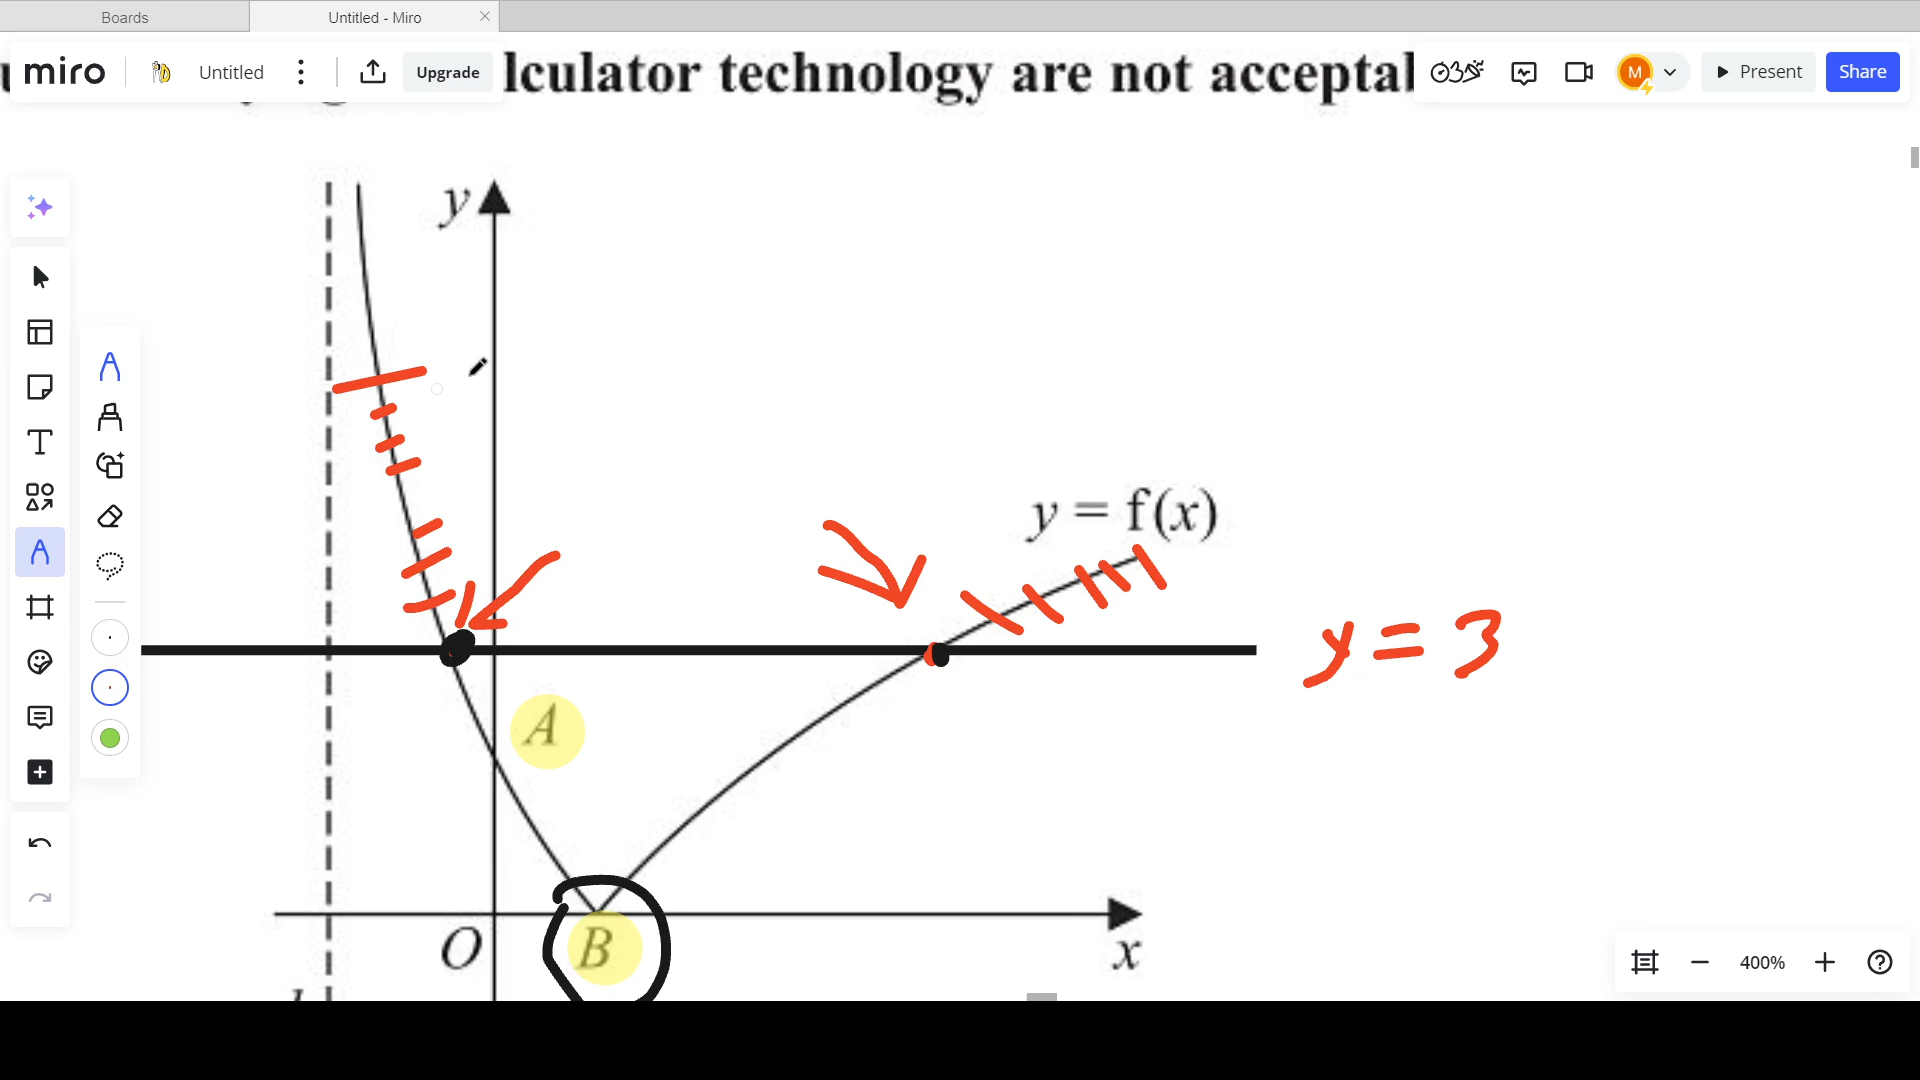 Boards
Untitled - Miro
miro
Untitled
Upgrade
lculator technology are not acceptal
M
Present
Share
y
y = f(x)
y = 3
A
O
B
x
T
400%